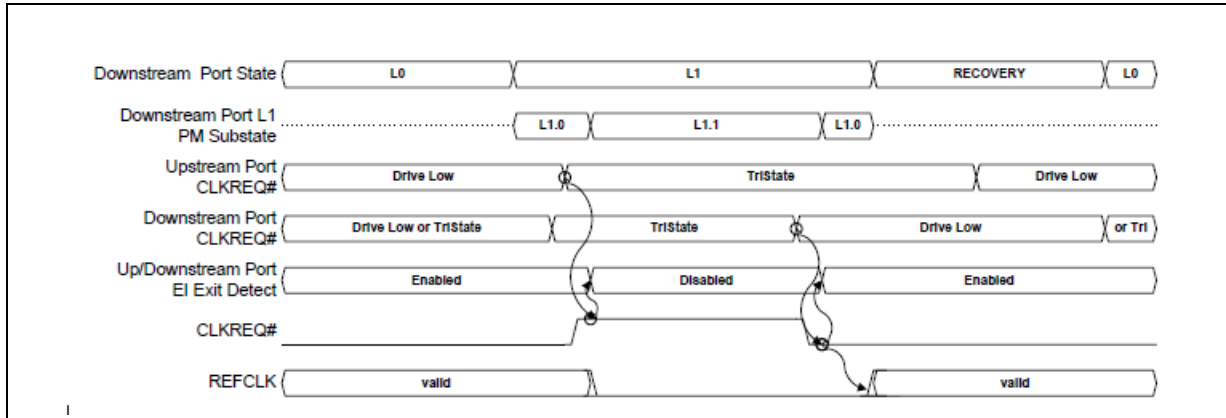 Downstream Port State L0 L1 RECOVERY L0
Downstream Port L1
PM Substate L1.0 L1.1 L1.0
Upstream Port
CLKREQ# Drive Low TriState Drive Low
Downstream Port
CLKREQ# Drive Low or TriState TriState Drive Low or Tri
Up/Downstream Port
EI Exit Detect Enabled Disabled Enabled
CLKREQ#
REFCLK valid valid